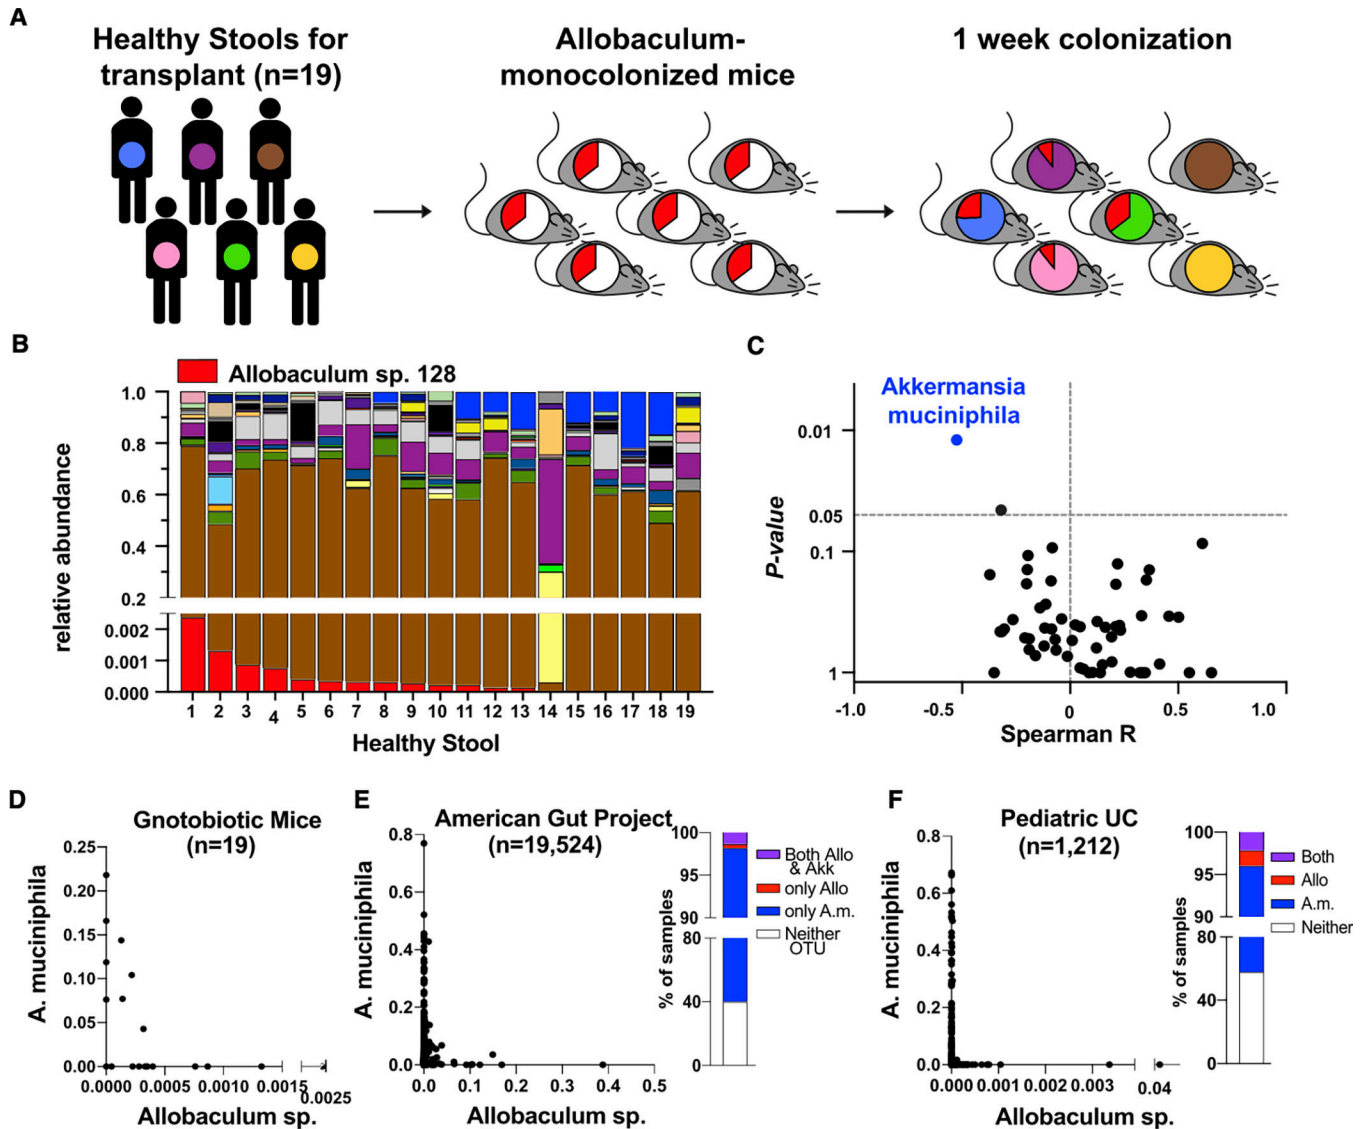 A
Healthy Stools for
transplant (n=19)
Allobaculum-
monocolonized mice
1 week colonization
B
Allobaculum sp. 128
relative abundance
1.0
0.8
0.6
0.4
0.2
0.002
0.001
0.000
1 2 3 4 5 6 7 8 9 10 11 12 13 14 15 16 17 18 19
Healthy Stool
C
Akkermansia
muciniphila
P-value
0.01
0.05
0.1
1
-1.0 -0.5 0 0.5 1.0
Spearman R
D
Gnotobiotic Mice
(n=19)
A. muciniphila
0.25
0.20
0.15
0.10
0.05
0.00
0.0000 0.0005 0.0010 0.0015 0.0025
Allobaculum sp.
E
American Gut Project
(n=19,524)
A. muciniphila
0.8
0.6
0.4
0.2
0.0
0.0 0.1 0.2 0.3 0.4 0.5
Allobaculum sp.
% of samples
100
95
90
80
40
0
Both Allo
& Akk
only Allo
only A.m.
Neither
OTU
F
Pediatric UC
(n=1,212)
A. muciniphila
0.8
0.6
0.4
0.2
0.0
0.000 0.001 0.002 0.003 0.04
Allobaculum sp.
% of samples
100
95
90
80
40
0
Both
Allo
A.m.
Neither